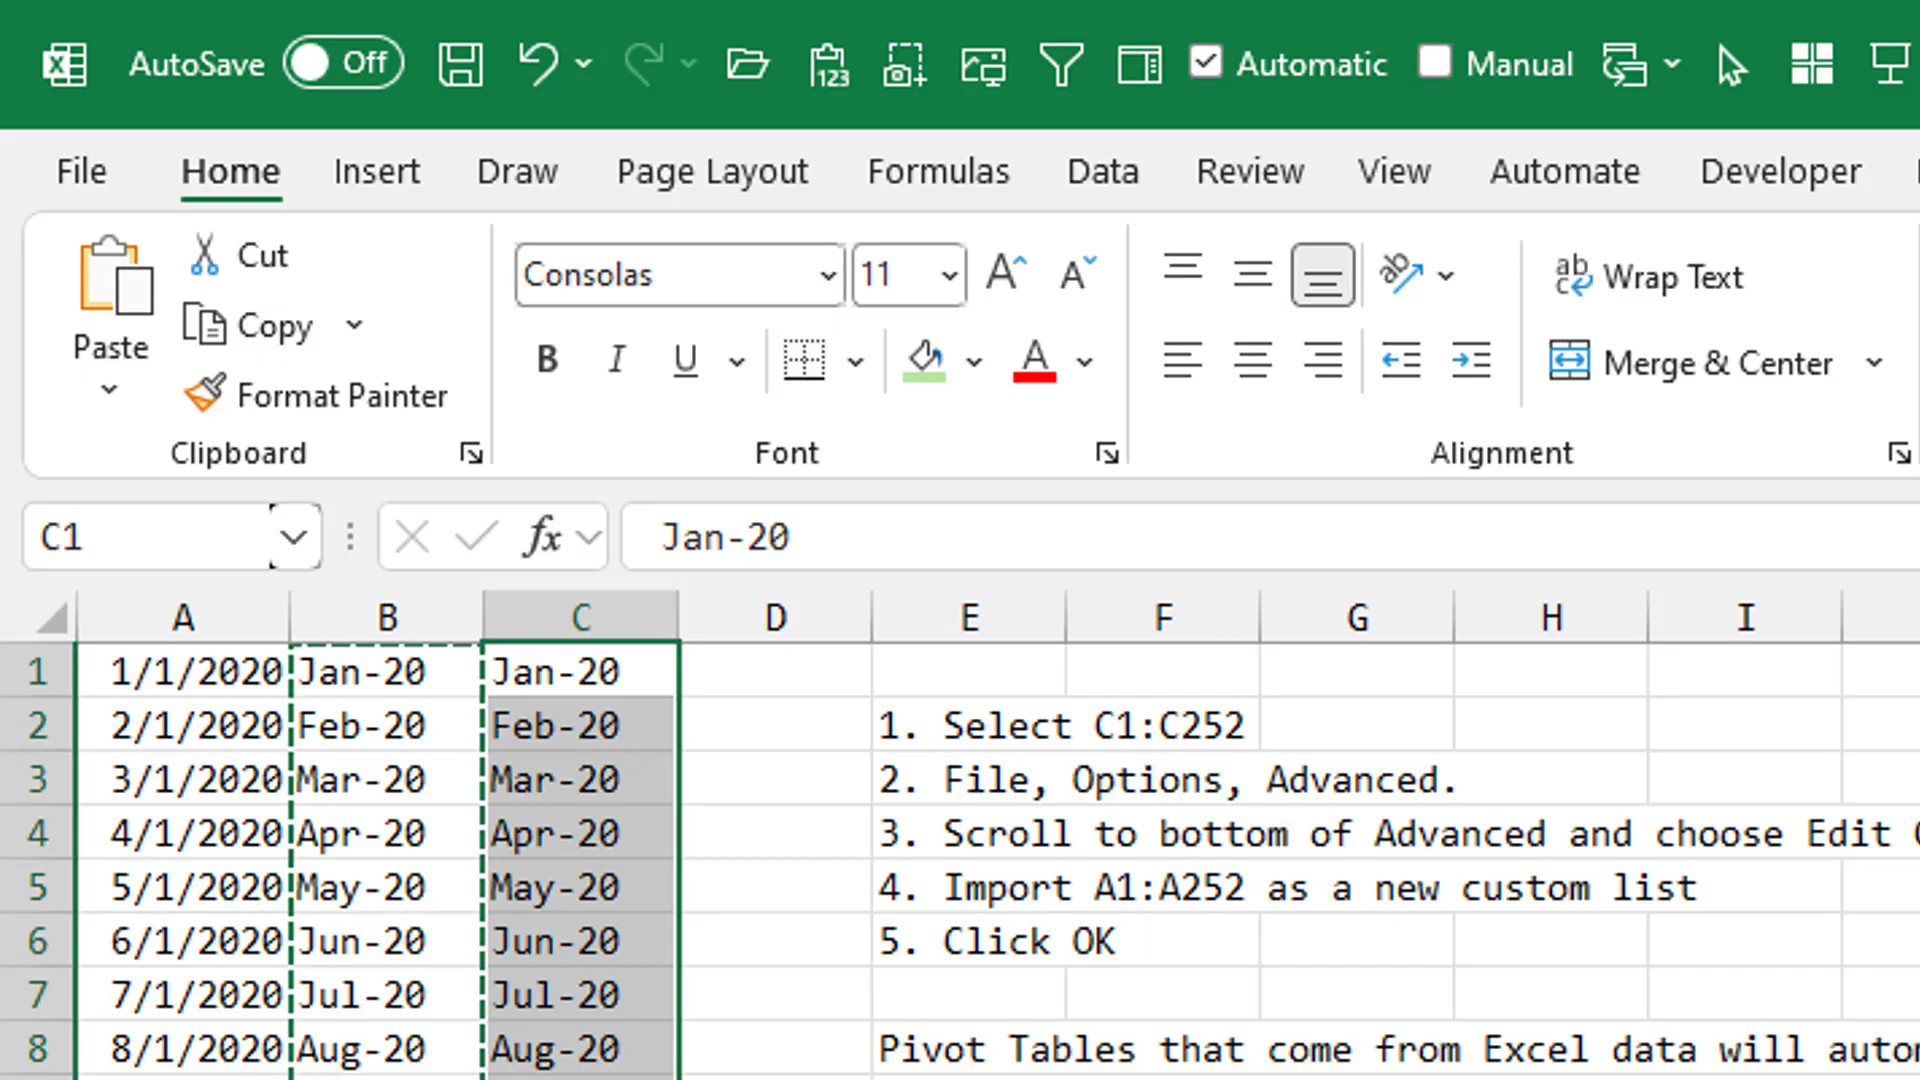 AutoSave Off 123 Automatic Manual
File Home Insert Draw Page Layout Formulas Data Review View Automate Developer
Paste
Cut
Copy
Format Painter
Clipboard
Consolas 11 A A
B I U A
Font
ab
ab c Wrap Text
Merge & Center
Alignment
C1 fx Jan-20
A B C D E F G H I
1 1/1/2020 Jan-20 Jan-20
2 2/1/2020 Feb-20 Feb-20 1. Select C1:C252
3 3/1/2020 Mar-20 Mar-20 2. File, Options, Advanced.
4 4/1/2020 Apr-20 Apr-20 3. Scroll to bottom of Advanced and choose Edit
5 5/1/2020 May-20 May-20 4. Import A1:A252 as a new custom list
6 6/1/2020 Jun-20 Jun-20 5. Click OK
7 7/1/2020 Jul-20 Jul-20
8 8/1/2020 Aug-20 Aug-20 Pivot Tables that come from Excel data will